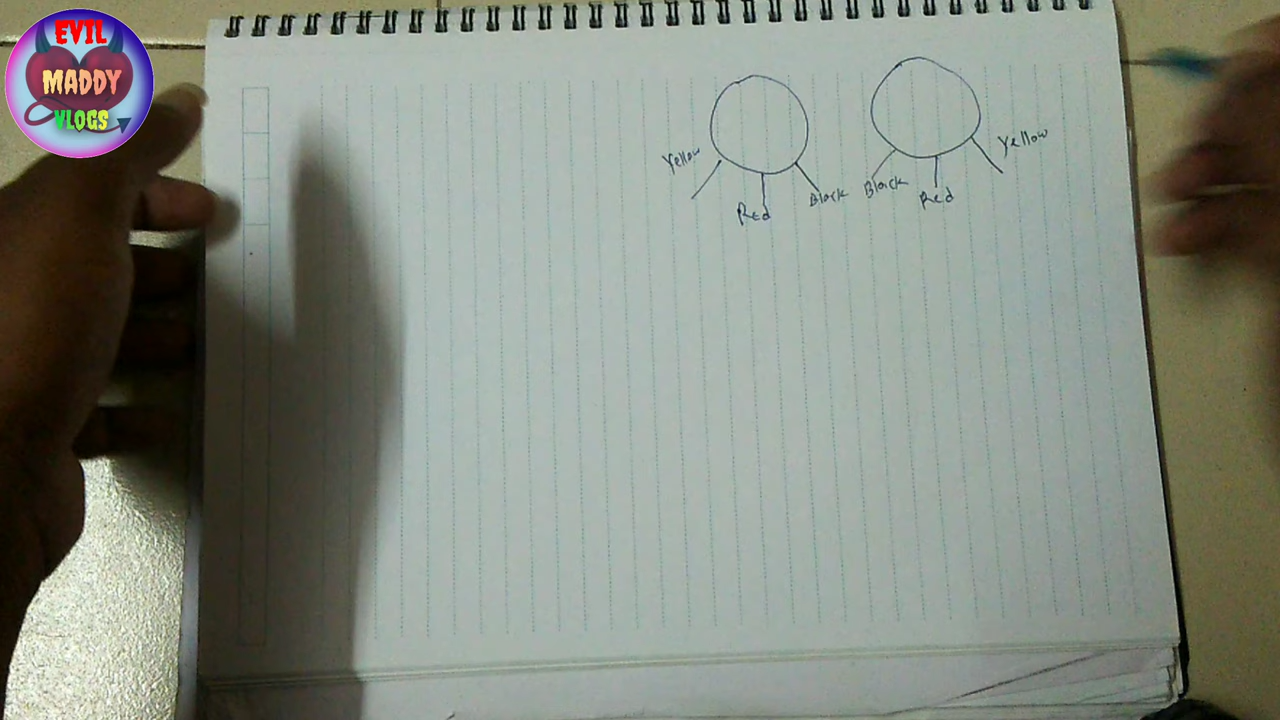 EVIL
MADDY
VLOGS
Yellow
Red
Black
Black
Red
Yellow